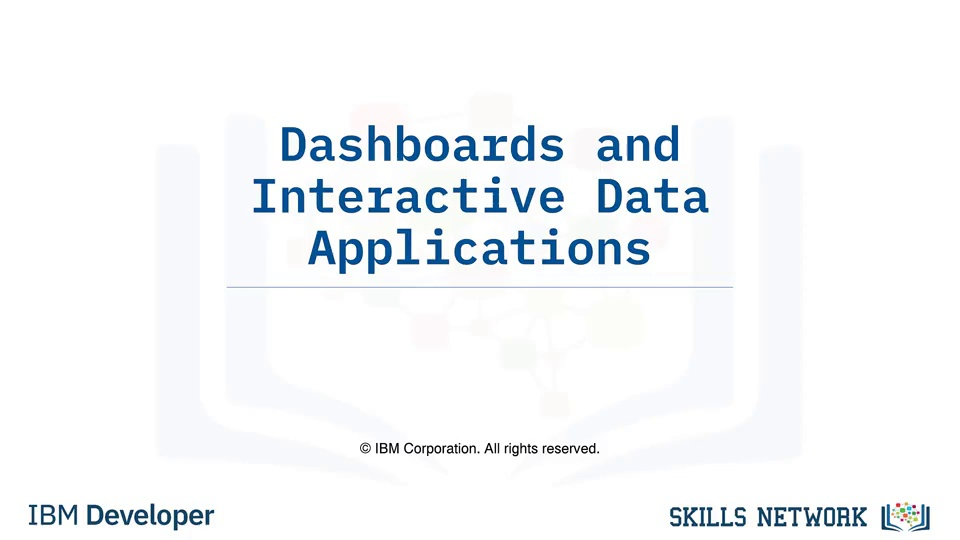 Dashboards and
Interactive Data
Applications
© IBM Corporation. All rights reserved.
IBM Developer
SKILLS NETWORK